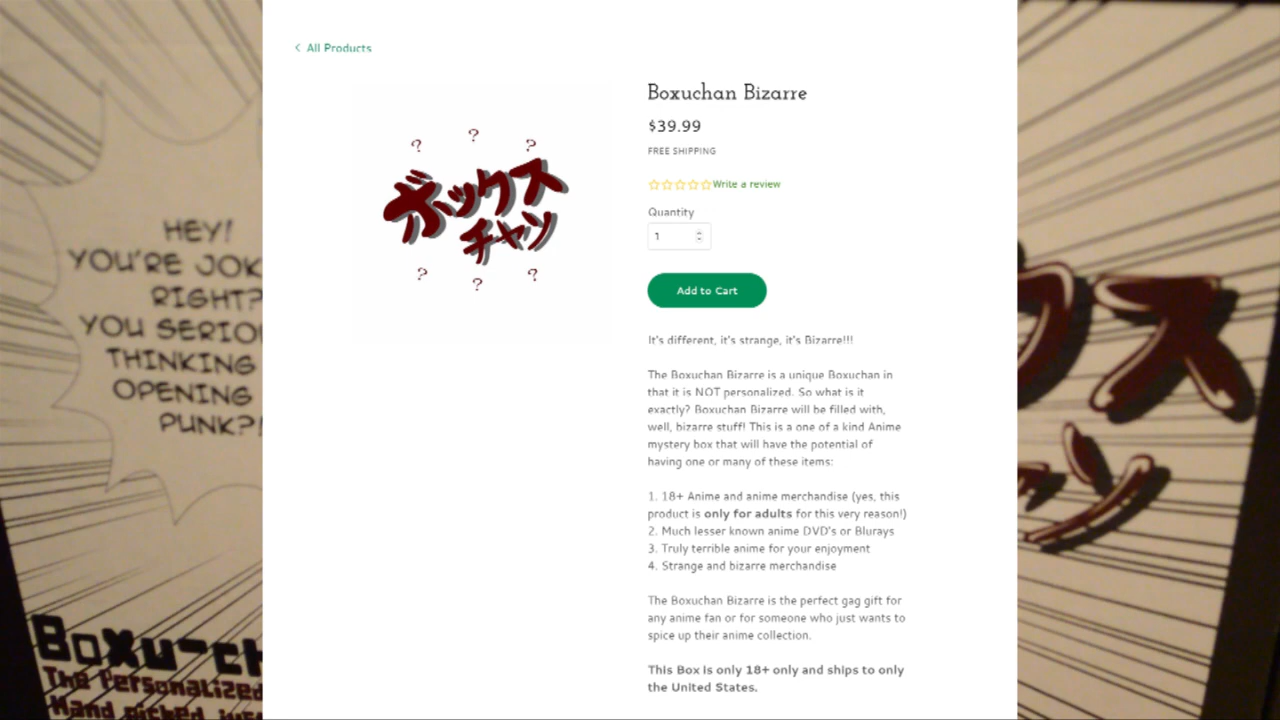 All Products
Boxuchan Bizarre
$39.99
FREE SHIPPING
Write a review
Quantity
1
Add to Cart
It's different, it's strange, it's Bizarre!!!
The Boxuchan Bizarre is a unique Boxuchan in
that it is NOT personalized. So what is it
exactly? Boxuchan Bizarre will be filled with,
well, bizarre stuff! This is a one of a kind Anime
mystery box that will have the potential of
having one or many of these items:
1. 18+ Anime and anime merchandise (yes, this
product is only for adults for this very reason!)
2. Much lesser known anime DVD's or Blurays
3. Truly terrible anime for your enjoyment
4. Strange and bizarre merchandise
The Boxuchan Bizarre is the perfect gag gift for
any anime fan or for someone who just wants to
spice up their anime collection.
This Box is only 18+ only and ships to only
the United States.
? ? ?
ボックス
チャン
? ? ?
HEY!
YOU'RE JOK
RIGHT?
YOU SERIO
THINKING
OPENING
PUNK?!
Boxu-ch
The Personalized
Hand picked
ス
ン